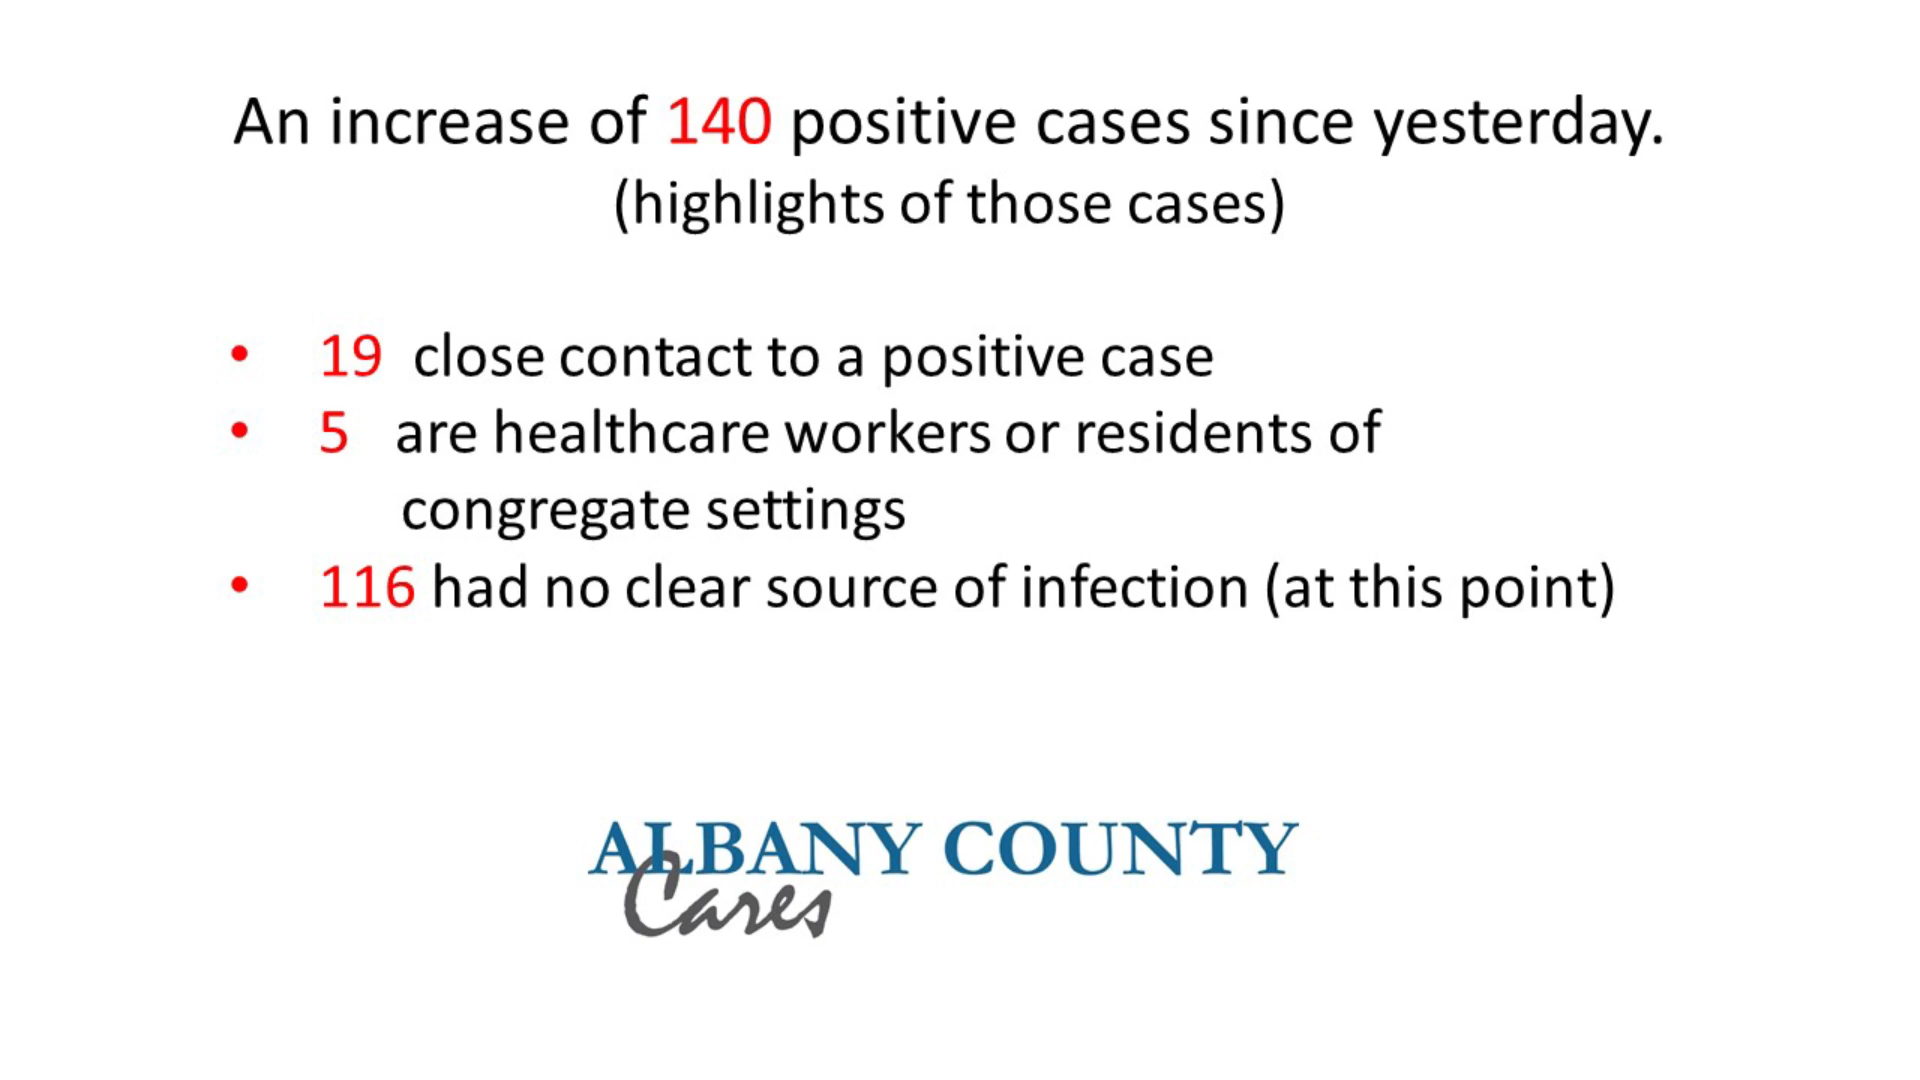 An increase of 140 positive cases since yesterday.
(highlights of those cases)
• 19 close contact to a positive case
• 5 are healthcare workers or residents of
congregate settings
• 116 had no clear source of infection (at this point)
ALBANY COUNTY
Cares